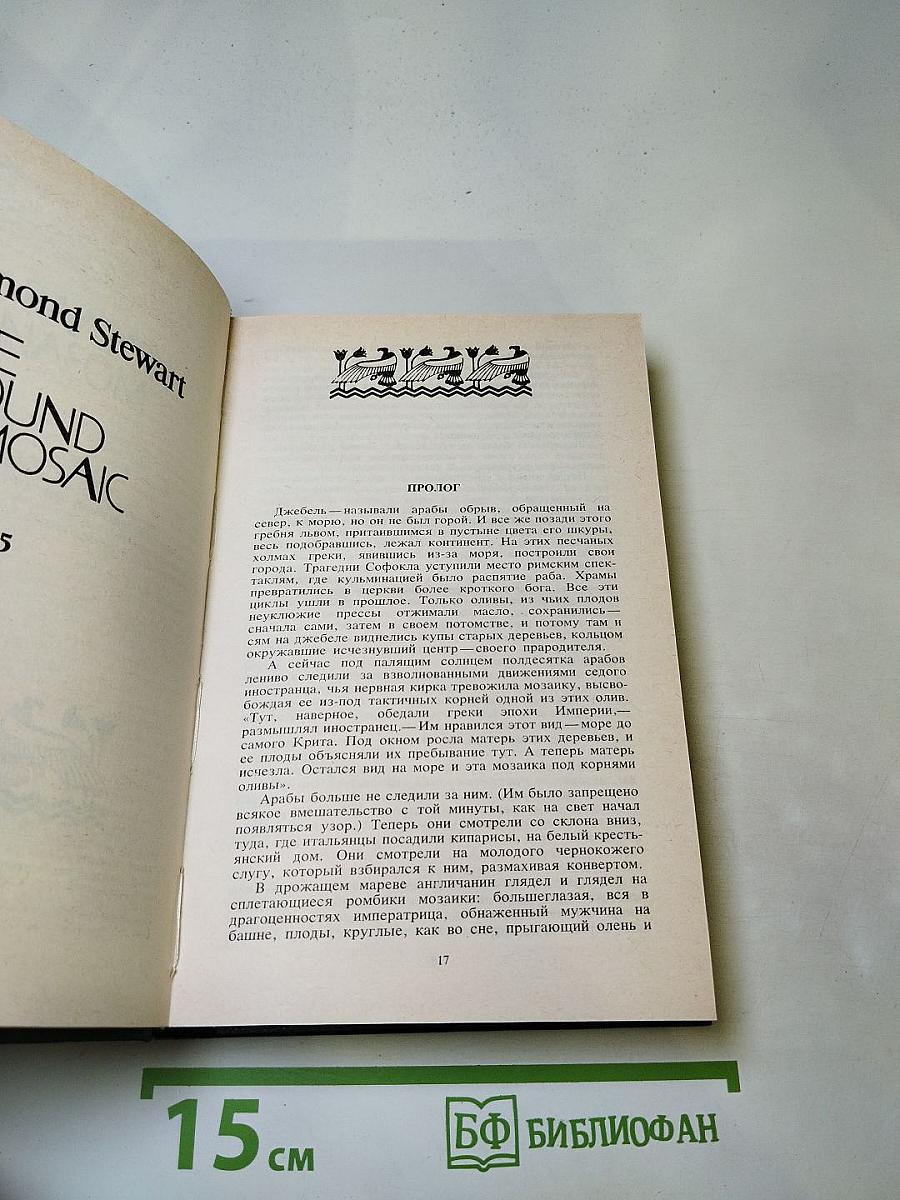 mond Stewart
OUND
MOSAIC
5
ПРОЛОГ
Джебель — называли арабы обрыв, обращенный на
север, к морю, но он не был горой. И все же позади этого
гребня львом, притаившимся в пустыне цвета его шкуры,
весь подобравшись, лежал континент. На этих песчаных
холмах греки, явившись из-за моря, построили свои
города. Трагедии Софокла уступили место римским спек-
таклям, где кульминацией было распятие раба. Храмы
превратились в церкви более кроткого бога. Все эти
циклы ушли в прошлое. Только оливы, из чьих плодов
неуклюжие прессы отжимали масло, сохранились —
сначала сами, затем в своем потомстве, и потому там и
сям на джебеле виднелись купы старых деревьев, кольцом
окружавшие исчезнувший центр — своего прародителя.
А сейчас под палящим солнцем полдесятка арабов
лениво следили за взволнованными движениями седого
иностранца, чья нервная кирка тревожила мозаику, высво-
бождая ее из-под тактичных корней одной из этих олив.
«Тут, наверное, обедали греки эпохи Империи,—
размышлял иностранец.— Им нравился этот вид — море до
самого Крита. Под окном росла матерь этих деревьев, и
ее плоды объясняли их пребывание тут. А теперь матерь
исчезла. Остался вид на море и эта мозаика под корнями
оливы».
Арабы больше не следили за ним. (Им было запрещено
всякое вмешательство с той минуты, как на свет начал
появляться узор.) Теперь они смотрели со склона вниз,
туда, где итальянцы посадили кипарисы, на белый кресть-
янский дом. Они смотрели на молодого чернокожего
слугу, который взбирался к ним, размахивая конвертом.
В дрожащем мареве англичанин глядел и глядел на
сплетающиеся ромбики мозаики: большеглазая, вся в
драгоценностях императрица, обнаженный мужчина на
башне, плоды, круглые, как во сне, прыгающий олень и
17
15 см
БФ БИБЛИОФАН